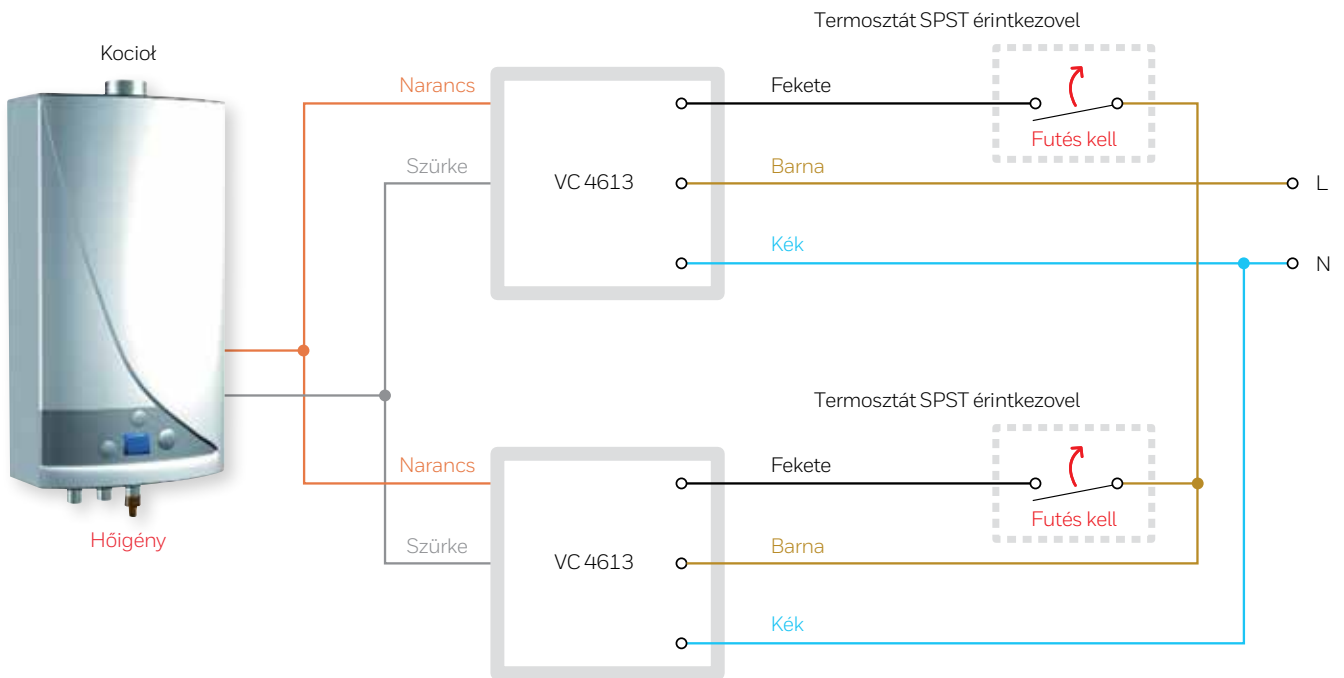 Termosztát SPST érintkezovel
Kocioł
Narancs
Fekete
Futés kell
Szürke
VC 4613
Barna
L
Kék
N
Termosztát SPST érintkezovel
Narancs
Fekete
Futés kell
Hőigény
Szürke
VC 4613
Barna
Kék